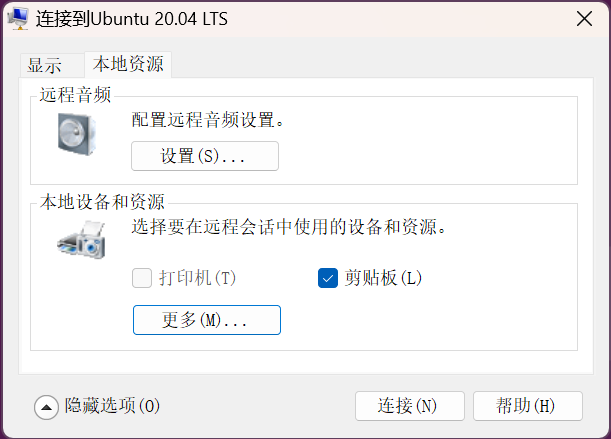 连接到Ubuntu 20.04 LTS
显示 本地资源
远程音频
配置远程音频设置。
设置(S)...
本地设备和资源
选择要在远程会话中使用的设备和资源。
打印机(T) 剪贴板(L)
更多(M)...
隐藏选项(O) 连接(N) 帮助(H)